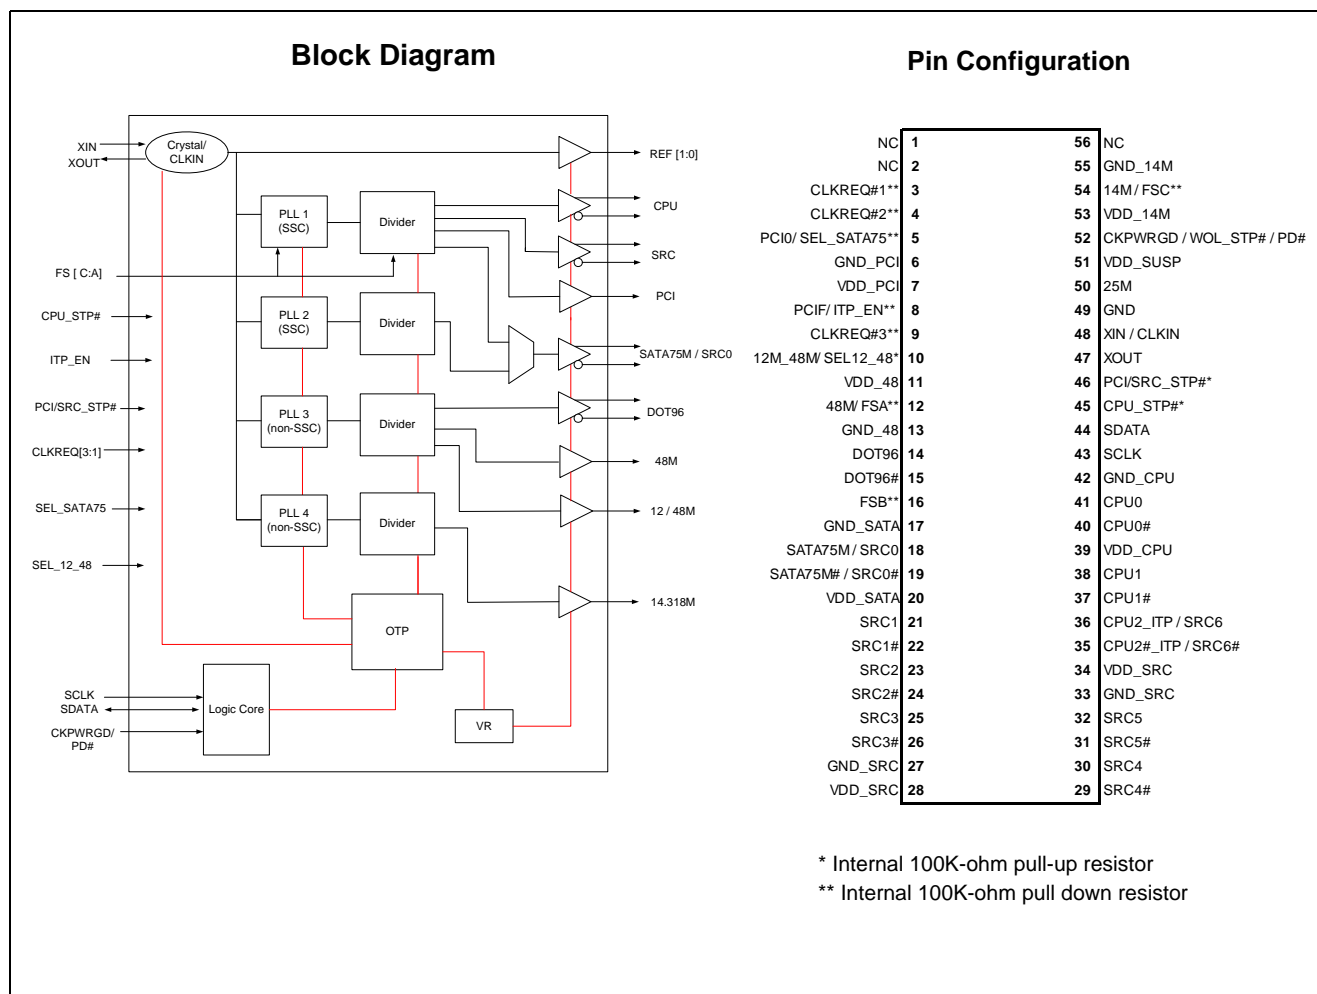 Block Diagram
XIN
XOUT
Crystal/
CLKIN
REF [1:0]
PLL 1
(SSC)
Divider
CPU
SRC
FS [ C:A]
PCI
CPU_STP#
PLL 2
(SSC)
Divider
ITP_EN
SATA75M / SRC0
PCI/SRC_STP#
PLL 3
(non-SSC)
Divider
DOT96
CLKREQ[3:1]
48M
SEL_SATA75
PLL 4
(non-SSC)
Divider
12 / 48M
SEL_12_48
14.318M
OTP
SCLK
SDATA
Logic Core
CKPWRGD/
PD#
VR
Pin Configuration
NC 1 56 NC
NC 2 55 GND_14M
CLKREQ#1** 3 54 14M / FSC**
CLKREQ#2** 4 53 VDD_14M
PCI0/ SEL_SATA75** 5 52 CKPWRGD / WOL_STP# / PD#
GND_PCI 6 51 VDD_SUSP
VDD_PCI 7 50 25M
PCIF/ ITP_EN** 8 49 GND
CLKREQ#3** 9 48 XIN / CLKIN
12M_48M/ SEL12_48* 10 47 XOUT
VDD_48 11 46 PCI/SRC_STP#*
48M/ FSA** 12 45 CPU_STP#*
GND_48 13 44 SDATA
DOT96 14 43 SCLK
DOT96# 15 42 GND_CPU
FSB** 16 41 CPU0
GND_SATA 17 40 CPU0#
SATA75M / SRC0 18 39 VDD_CPU
SATA75M# / SRC0# 19 38 CPU1
VDD_SATA 20 37 CPU1#
SRC1 21 36 CPU2_ITP / SRC6
SRC1# 22 35 CPU2#_ITP / SRC6#
SRC2 23 34 VDD_SRC
SRC2# 24 33 GND_SRC
SRC3 25 32 SRC5
SRC3# 26 31 SRC5#
GND_SRC 27 30 SRC4
VDD_SRC 28 29 SRC4#
* Internal 100K-ohm pull-up resistor
** Internal 100K-ohm pull down resistor